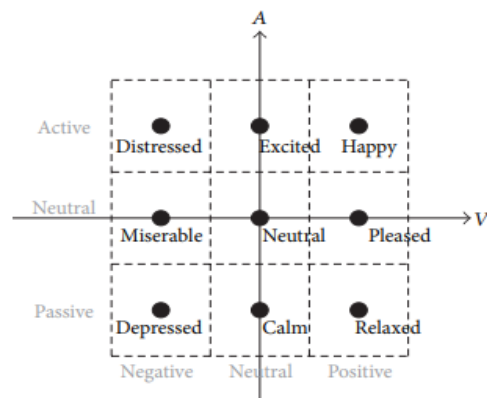 A
Active
Distressed Excited Happy
Neutral
V
Miserable Neutral Pleased
Passive
Depressed Calm Relaxed
Negative Neutral Positive